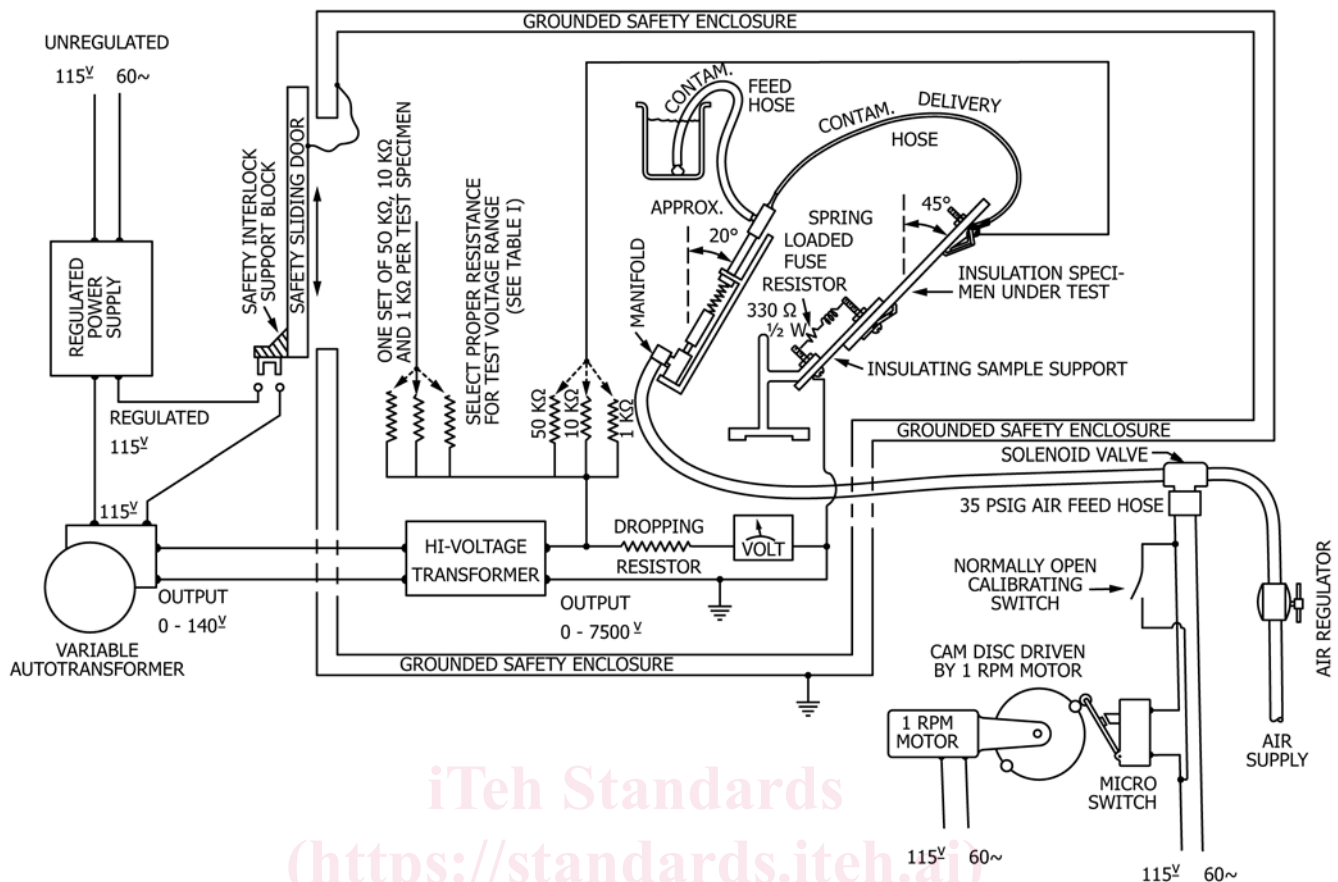 GROUNDED SAFETY ENCLOSURE
UNREGULATED
115V 60~
SAFETY INTERLOCK
SUPPORT BLOCK
SAFETY SLIDING DOOR
REGULATED
POWER
SUPPLY
REGULATED
115V
ONE SET OF 50 KΩ, 10 KΩ
AND 1 KΩ PER TEST SPECIMEN
SELECT PROPER RESISTANCE
FOR TEST VOLTAGE RANGE
(SEE TABLE I)
CONTAM.
FEED
HOSE
CONTAM. DELIVERY
HOSE
APPROX.
20°
MANIFOLD
SPRING
LOADED
FUSE
RESISTOR
330 Ω
½ W
45°
INSULATION SPECI-
MEN UNDER TEST
INSULATING SAMPLE SUPPORT
50 KΩ
10 KΩ
1 KΩ
GROUNDED SAFETY ENCLOSURE
SOLENOID VALVE
35 PSIG AIR FEED HOSE
115V
HI-VOLTAGE
TRANSFORMER
DROPPING
RESISTOR
VOLT
OUTPUT
0 - 140V
OUTPUT
0 - 7500V
VARIABLE
AUTOTRANSFORMER
GROUNDED SAFETY ENCLOSURE
NORMALLY OPEN
CALIBRATING
SWITCH
AIR REGULATOR
CAM DISC DRIVEN
BY 1 RPM MOTOR
1 RPM
MOTOR
MICRO
SWITCH
AIR
SUPPLY
115V 60~
115V 60~
iTeh Standards
(https://standards.iteh.ai)